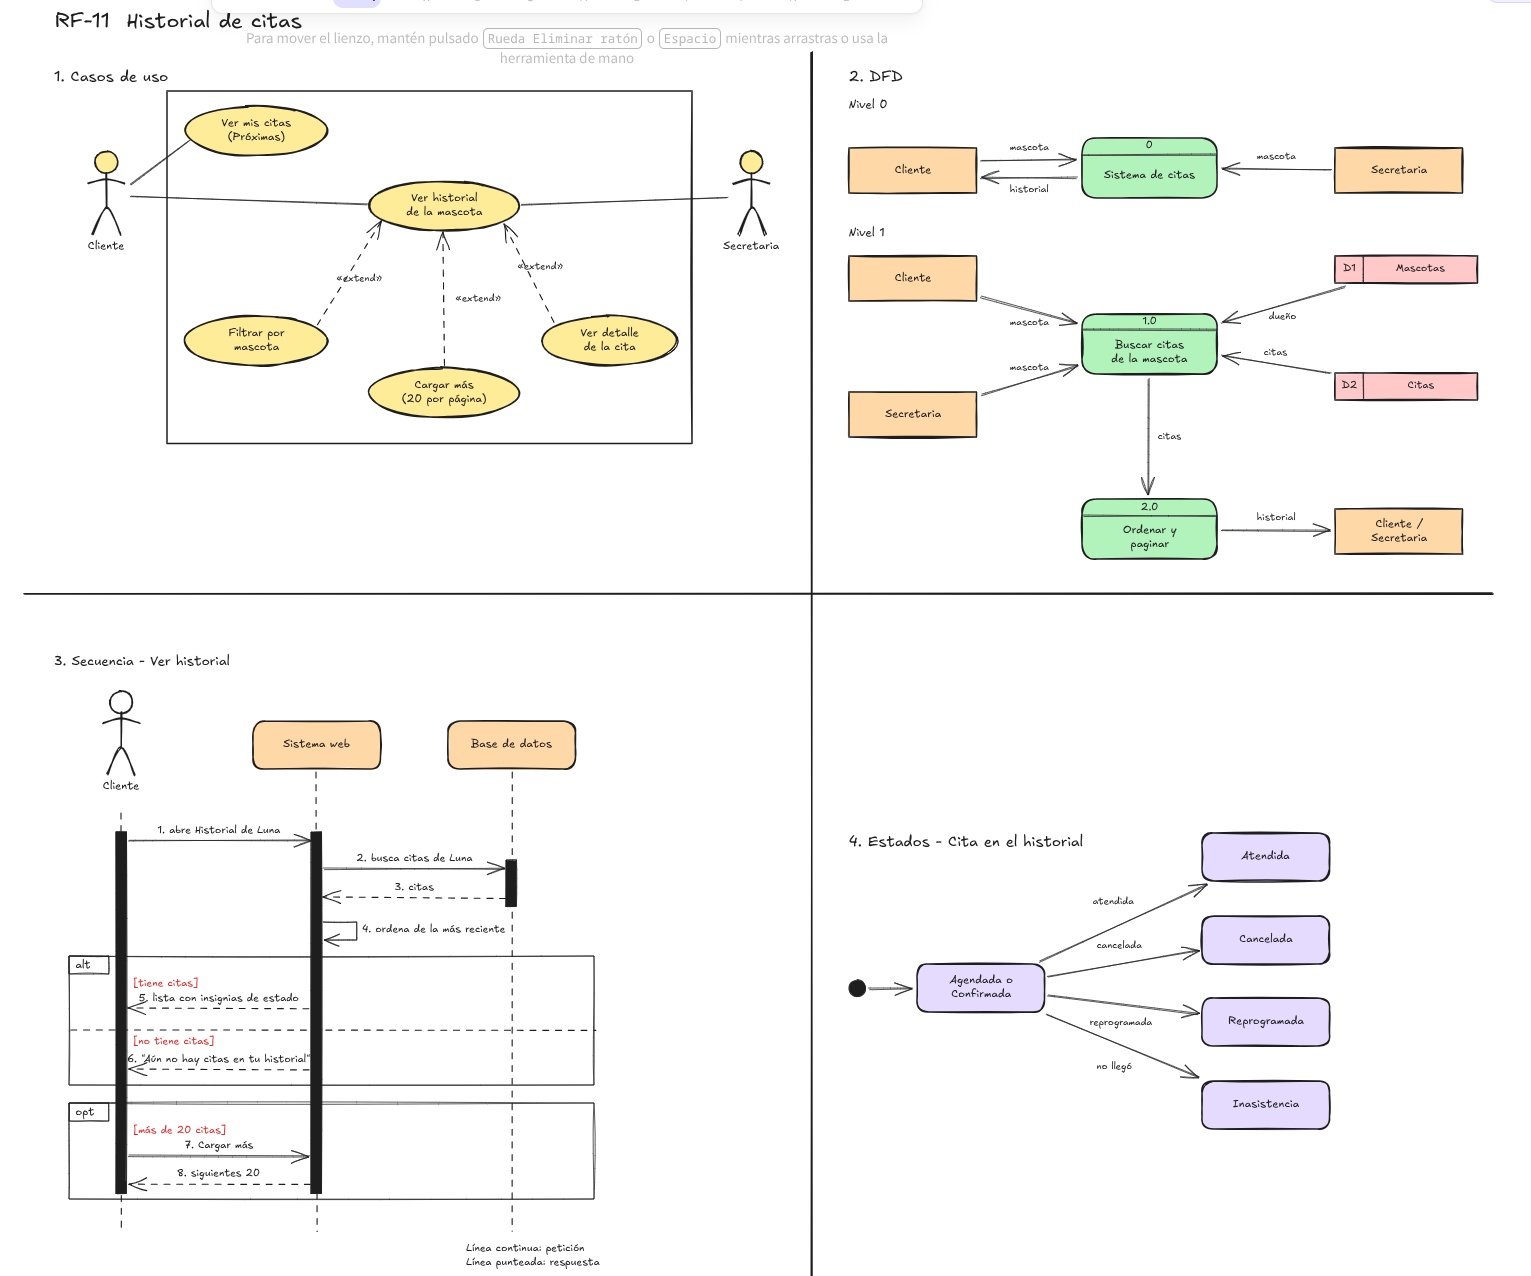 RF-11 Historial de citas
Para mover el lienzo, mantén pulsado Rueda Eliminar ratón o Espacio mientras arrastras o usa la
herramienta de mano
1. Casos de uso
Ver mis citas
(Próximas)
Ver historial
de la mascota
Cliente
Secretaria
«extend»
«extend»
«extend»
Filtrar por
mascota
Ver detalle
de la cita
Cargar más
(20 por página)
2. DFD
Nivel 0
Cliente
mascota
historial
0
Sistema de citas
mascota
Secretaria
Nivel 1
Cliente
mascota
D1
Mascotas
dueño
1.0
Buscar citas
de la mascota
citas
D2
Citas
mascota
Secretaria
citas
2.0
Ordenar y
paginar
historial
Cliente /
Secretaria
3. Secuencia - Ver historial
Cliente
Sistema web
Base de datos
1. abre Historial de Luna
2. busca citas de Luna
3. citas
4. ordena de la más reciente
alt
[tiene citas]
5. lista con insignias de estado
[no tiene citas]
6. "Aún no hay citas en tu historial"
opt
[más de 20 citas]
7. Cargar más
8. siguientes 20
Línea continua: petición
Línea punteada: respuesta
4. Estados - Cita en el historial
Agendada o
Confirmada
atendida
Atendida
cancelada
Cancelada
reprogramada
Reprogramada
no llegó
Inasistencia